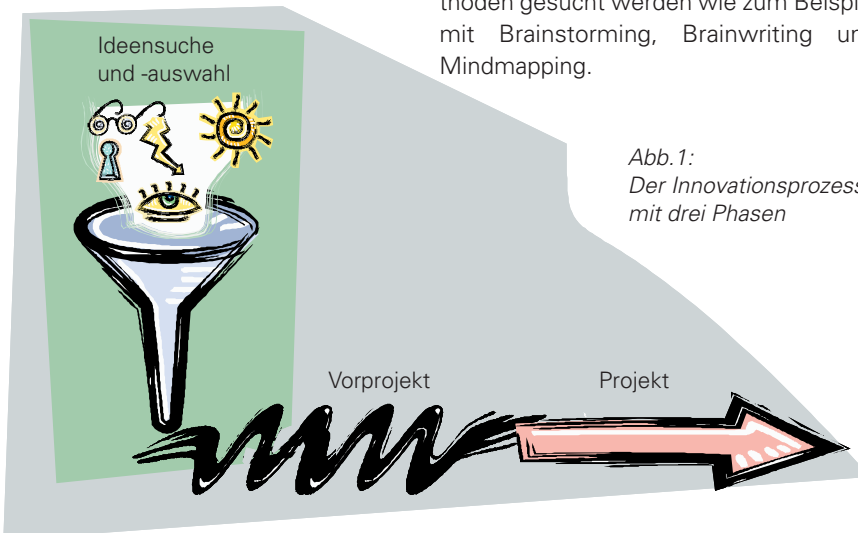 thoden gesucht werden wie zum Beispi
mit Brainstorming, Brainwriting
Mindmapping.
Ideensuche
und -auswahl
Abb.1:
Der Innovationsprozess
mit drei Phasen
Vorprojekt
Projekt